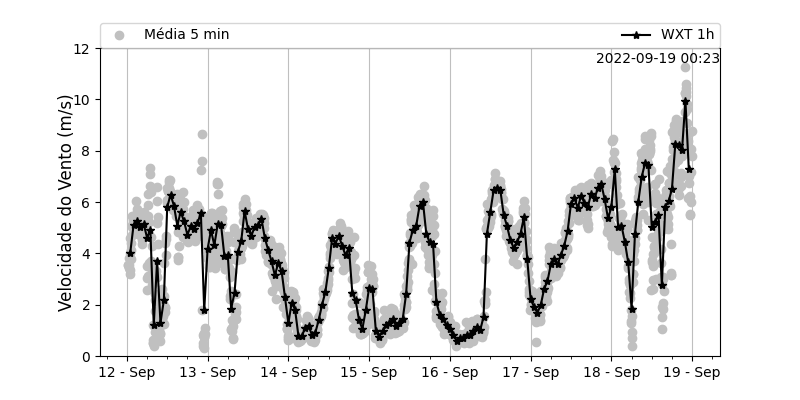 Média 5 min
WXT 1h
2022-09-19 00:23
Velocidade do Vento (m/s)
12
10
8
6
4
2
0
12 - Sep
13 - Sep
14 - Sep
15 - Sep
16 - Sep
17 - Sep
18 - Sep
19 - Sep